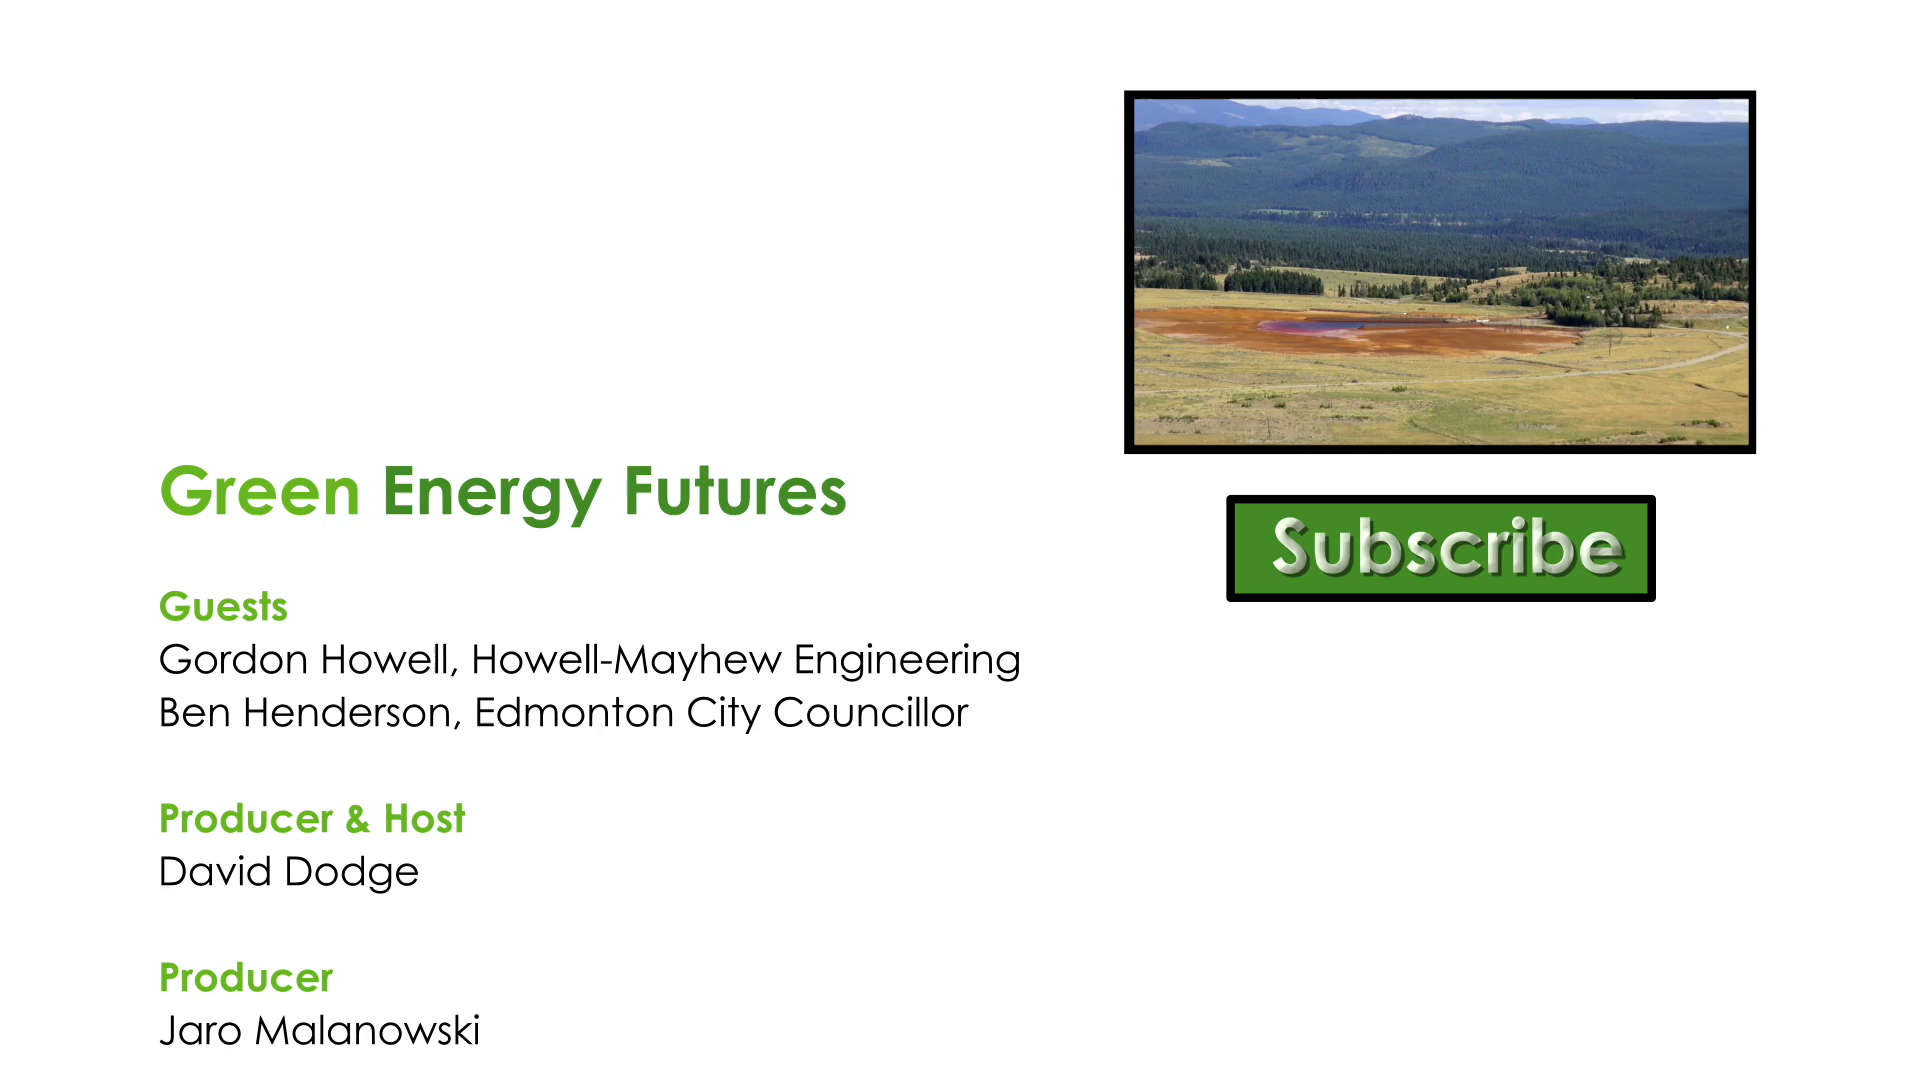 Green Energy Futures
Guests
Gordon Howell, Howell-Mayhew Engineering
Ben Henderson, Edmonton City Councillor
Producer & Host
David Dodge
Producer
Jaro Malanowski
Subscribe